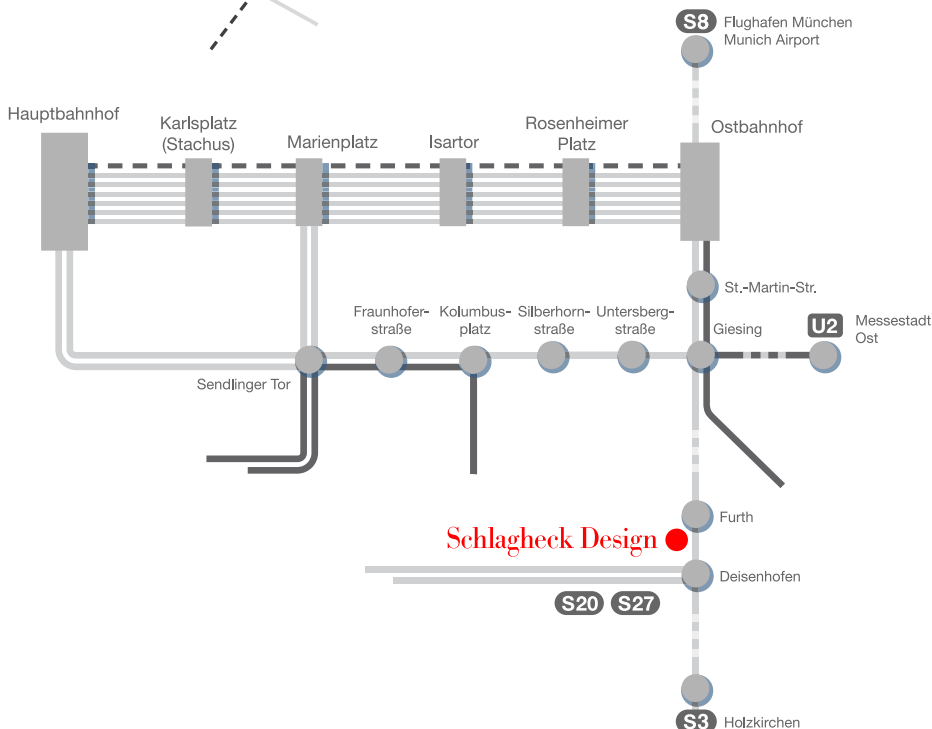 S8 Flughafen München
Munich Airport
Hauptbahnhof
Karlsplatz
(Stachus)
Marienplatz
Isartor
Rosenheimer
Platz
Ostbahnhof
St.-Martin-Str.
Fraunhofer-
straße
Kolumbus-
platz
Silberhorn-
straße
Untersberg-
straße
Giesing
U2 Messestadt
Ost
Sendlinger Tor
Furth
Schlagheck Design
Deisenhofen
S20 S27
S3 Holzkirchen